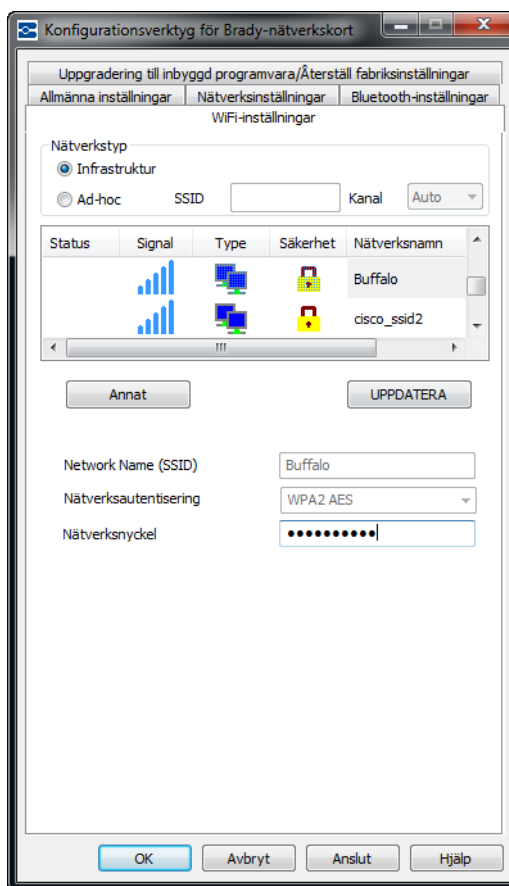 Konfigurationsverktyg för Brady-nätverkskort
Uppgradering till inbyggd programvara/Återställ fabriksinställningar
Allmänna inställningar Nätverksinställningar Bluetooth-inställningar
WiFi-inställningar
Nätverkstyp
Infrastruktur
Ad-hoc SSID Kanal Auto
Status Signal Type Säkerhet Nätverksnamn
Buffalo
cisco_ssid2
Annat UPPDATERA
Network Name (SSID) Buffalo
Nätverksautentisering WPA2 AES
Nätverksnyckel ●●●●●●●●●●
OK Avbryt Anslut Hjälp